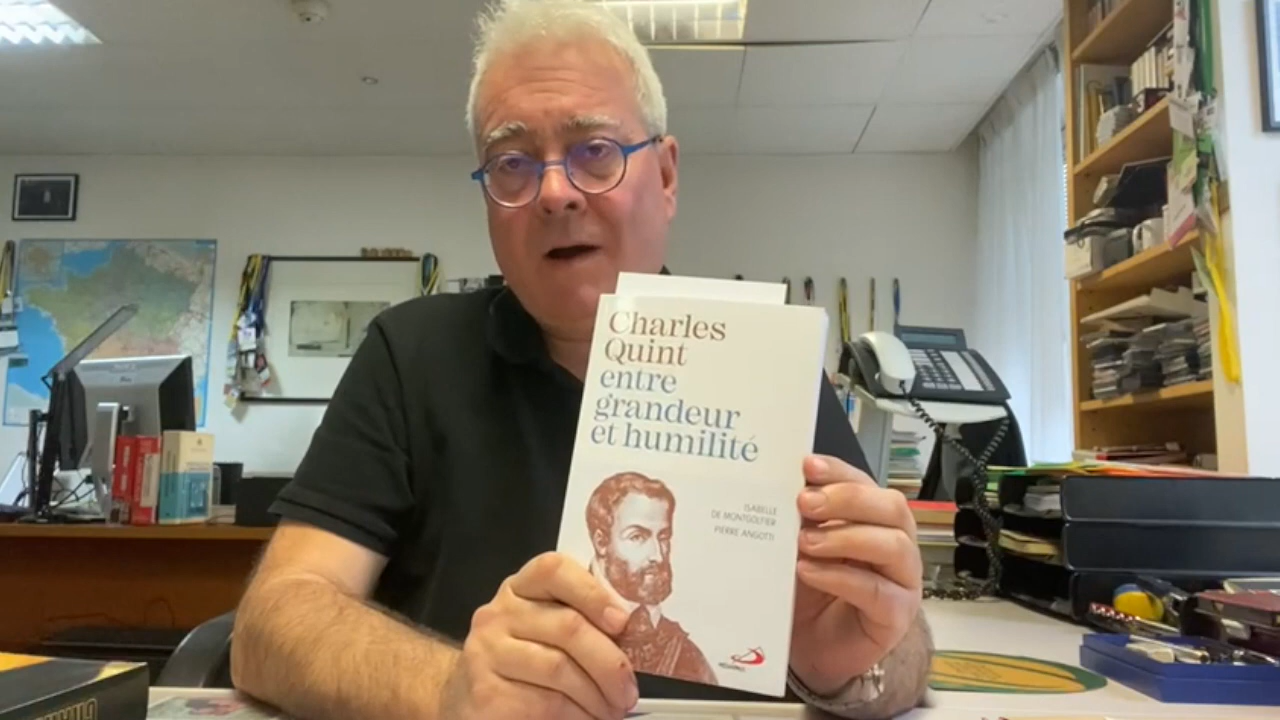 Charles
Quint
entre
grandeur
et humilité
ISABELLE
DE MONTGOLFIER
PIERRE ANGOTTI